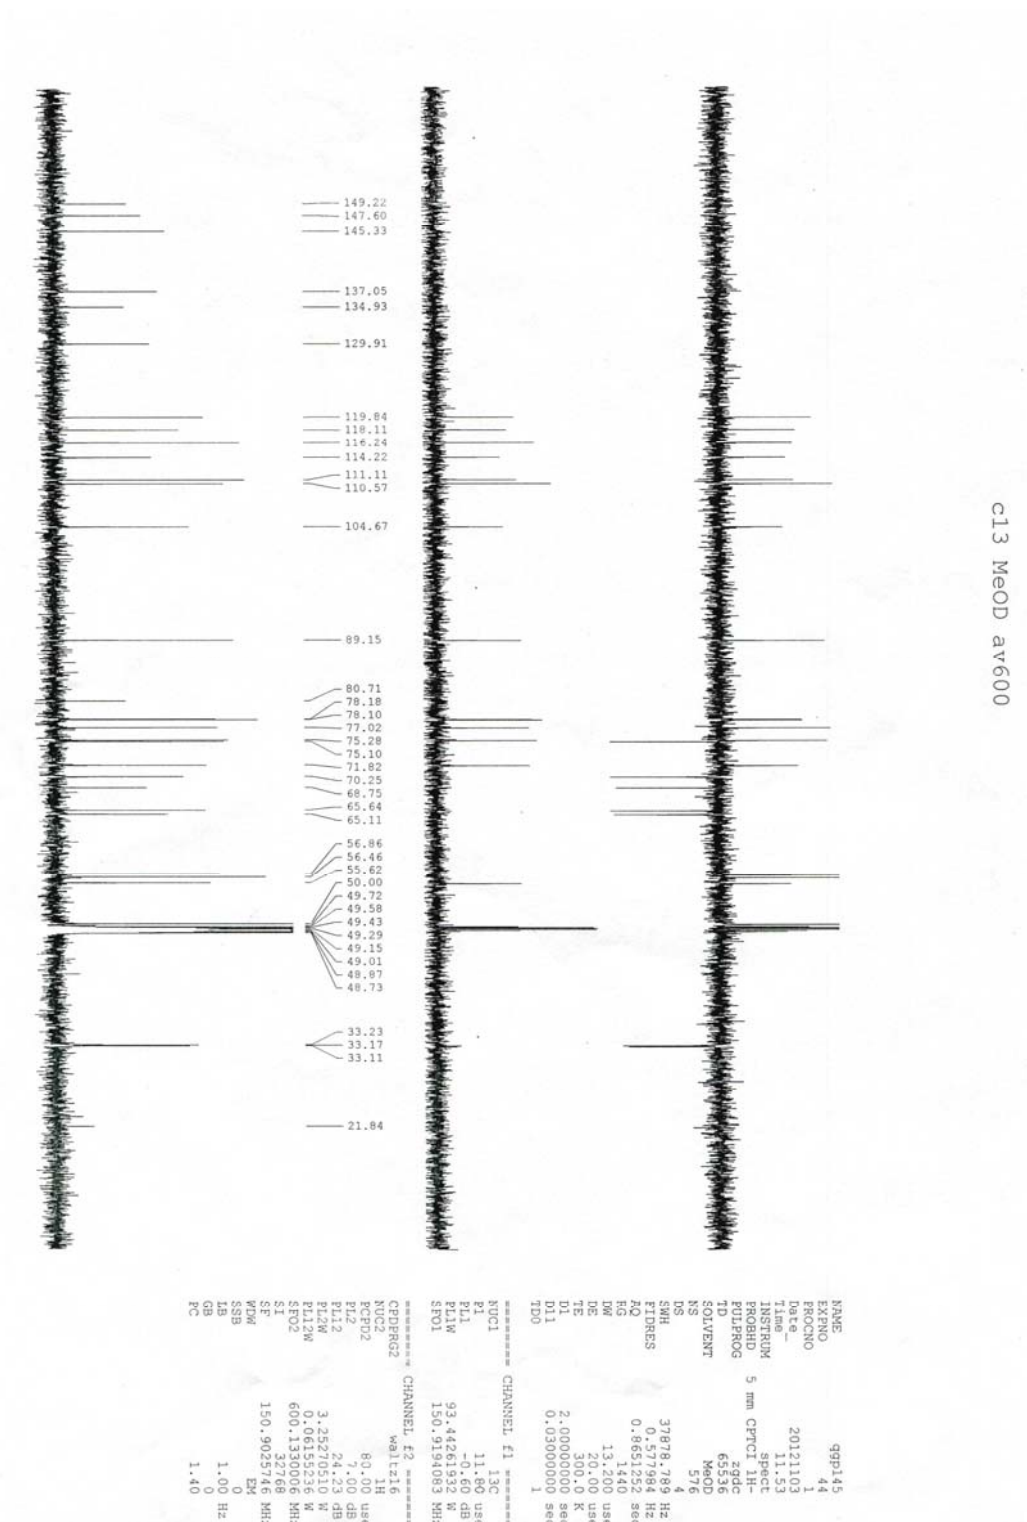 c13 MeOD av600
149.22
147.60
145.33
137.05
134.93
129.91
119.84
118.11
116.24
114.22
111.11
110.57
104.67
89.15
80.71
78.18
78.10
77.02
75.28
75.10
71.82
70.25
68.75
65.64
65.11
56.86
56.46
55.62
50.00
49.72
49.58
49.43
49.29
49.15
49.01
48.87
48.73
33.23
33.17
33.11
21.84
NAME qgp145
EXPNO 44
PROCNO 1
Date_ 20121103
Time 11.53
INSTRUM spect
PROBHD 5 mm CPTCI 1H-
PULPROG zgdc
TD 65536
SOLVENT MeOD
NS 576
DS 4
SWH 37878.789 Hz
FIDRES 0.577984 Hz
AQ 0.8651252 sec
RG 1440
DW 13.200 use
DE 20.00 use
TE 300.0 K
D1 2.00000000 sec
D11 0.03000000 sec
TD0 1
======== CHANNEL f1 ========
NUC1 13C
P1 11.80 use
PL1 -0.60 dB
PL1W 93.44261932 W
SFO1 150.9194083 MHz
======== CHANNEL f2 ========
CPDPRG2 waltz16
NUC2 1H
PCPD2 80.00 use
PL2 7.00 dB
PL12 24.23 dB
PL2W 3.25270510 W
PL12W 0.06155236 W
SFO2 600.1330006 MHz
SI 32768
SF 150.9025746 MHz
WDW EM
SSB 0
LB 1.00 Hz
GB 0
PC 1.40